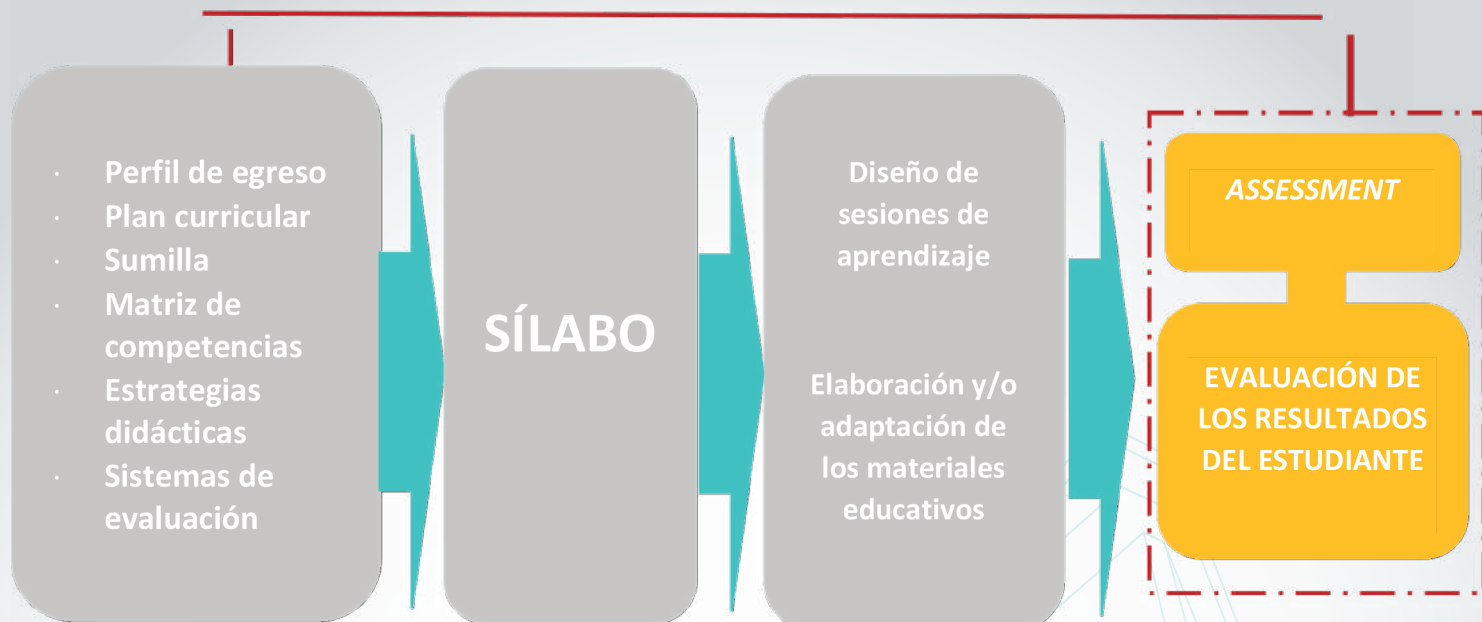 · Perfil de egreso
· Plan curricular
· Sumilla
· Matriz de
competencias
· Estrategias
didácticas
· Sistemas de
evaluación
SÍLABO
Diseño de
sesiones de
aprendizaje
Elaboración y/o
adaptación de
los materiales
educativos
ASSESSMENT
EVALUACIÓN DE
LOS RESULTADOS
DEL ESTUDIANTE